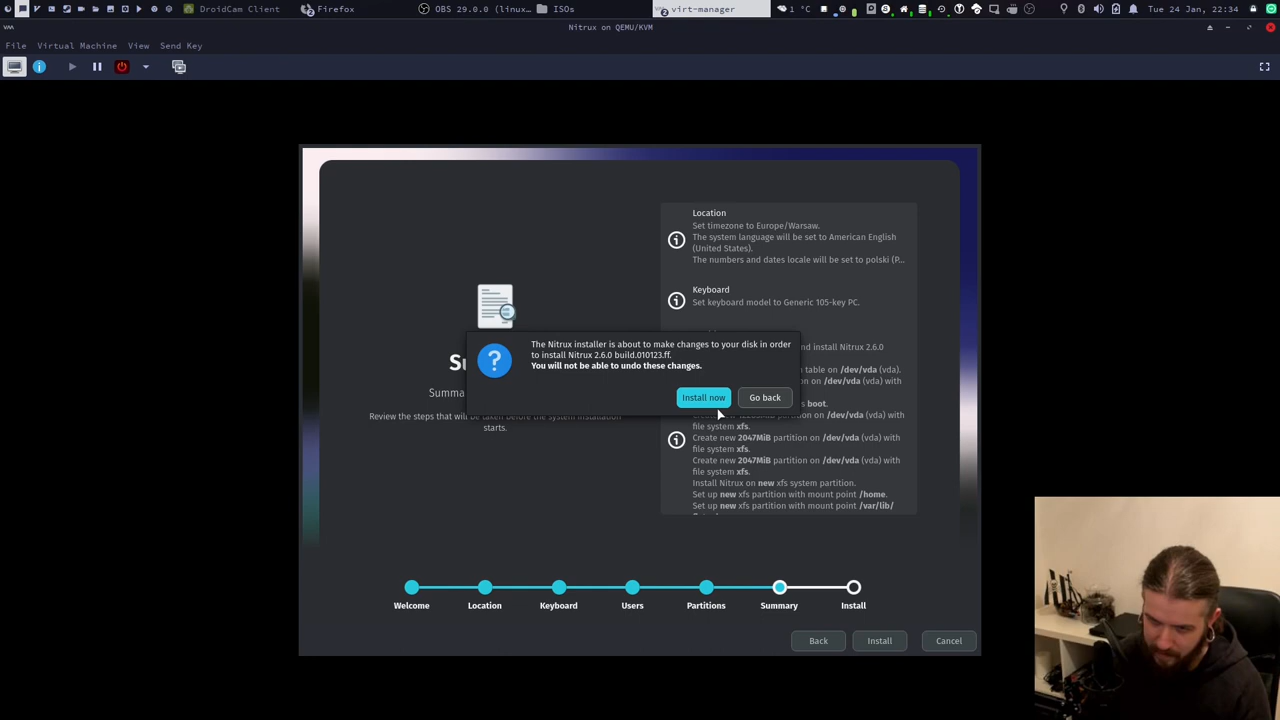 DroidCam Client
Firefox
OBS 29.0.0 (linux…
ISOs
virt-manager
1 °C
Tue 24 Jan, 22:34
Nitrux on QEMU/KVM
File Virtual Machine View Send Key
Location
Set timezone to Europe/Warsaw.
The system language will be set to American English
(United States).
The numbers and dates locale will be set to polski (P…
Keyboard
Set keyboard model to Generic 105-key PC.
and install Nitrux 2.6.0
The Nitrux installer is about to make changes to your disk in order
to install Nitrux 2.6.0 build.010123.ff.
You will not be able to undo these changes.
Install now
Go back
table on /dev/vda (vda).
on on /dev/vda (vda) with
boot.
on /dev/vda (vda) with
file system xfs.
Create new 2047MiB partition on /dev/vda (vda) with
file system xfs.
Create new 2047MiB partition on /dev/vda (vda) with
file system xfs.
Install Nitrux on new xfs system partition.
Set up new xfs partition with mount point /home.
Set up new xfs partition with mount point /var/lib/
Summa
Review the steps that will be taken before the system installation
starts.
Welcome Location Keyboard Users Partitions Summary Install
Back Install Cancel